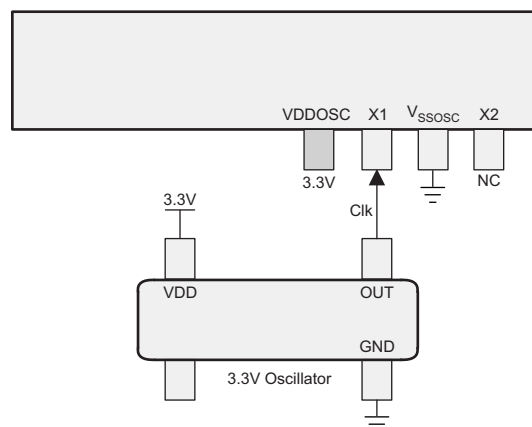 VDDOSC X1 VSSOSC X2
3.3V NC
3.3V Clk
VDD OUT
GND
3.3V Oscillator